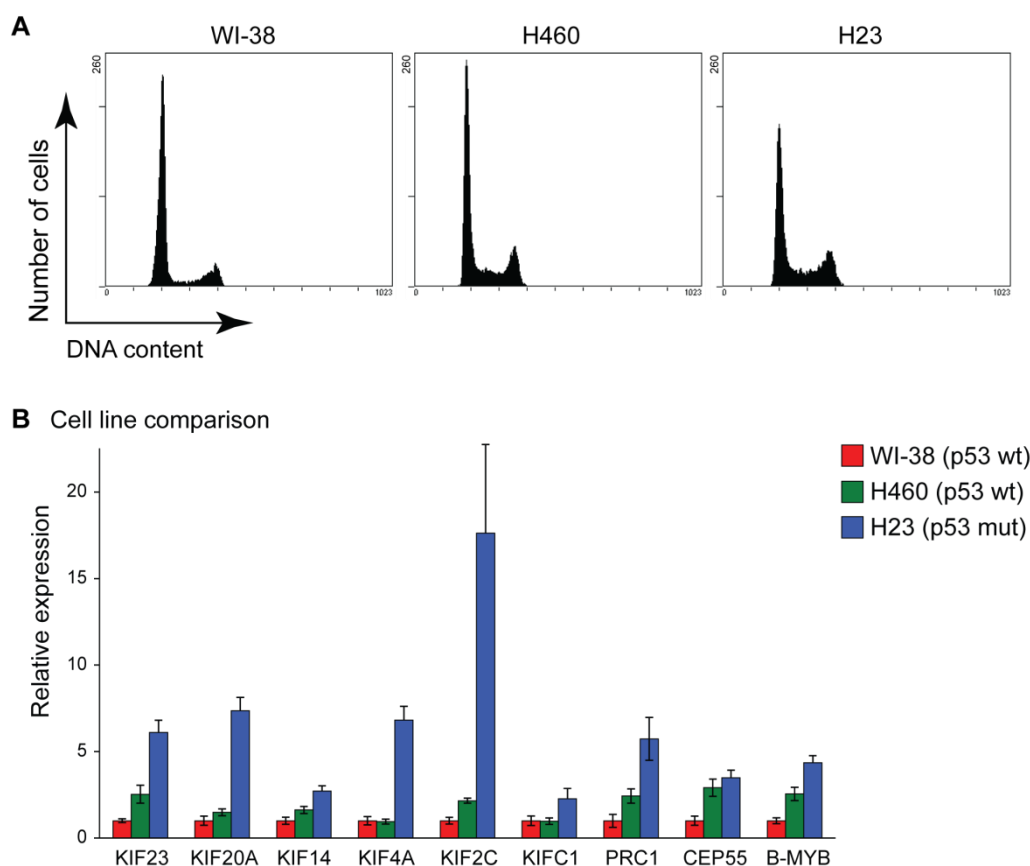 A
WI-38
H460
H23
Number of cells
260
0
1023
260
0
1023
260
0
1023
DNA content
B Cell line comparison
Relative expression
20
15
10
5
0
WI-38 (p53 wt)
H460 (p53 wt)
H23 (p53 mut)
KIF23 KIF20A KIF14 KIF4A KIF2C KIFC1 PRC1 CEP55 B-MYB